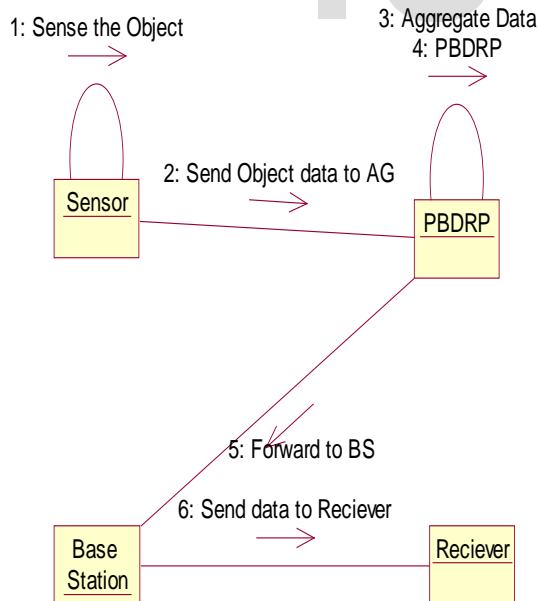 1: Sense the Object
3: Aggregate Data
4: PBDRP
2: Send Object data to AG
Sensor
PBDRP
5: Forward to BS
6: Send data to Reciever
Base
Station
Reciever